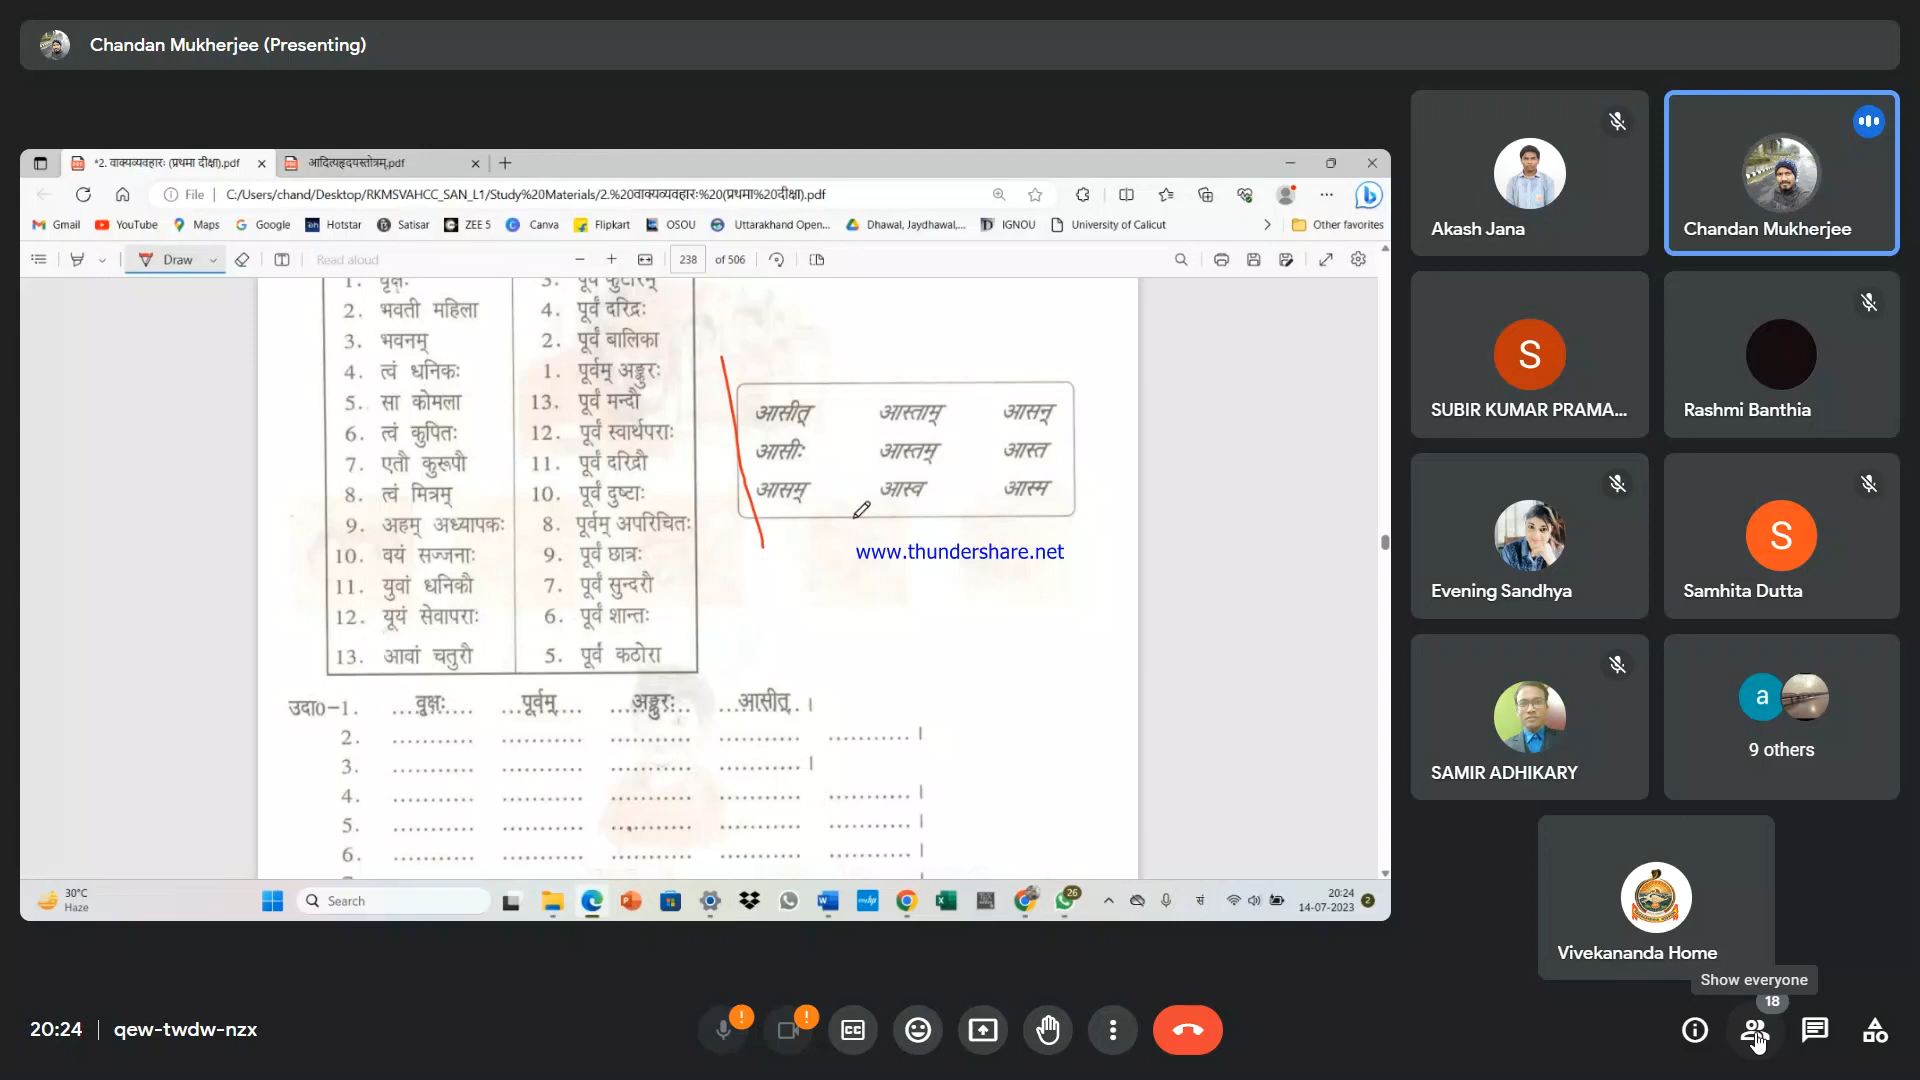 Chandan Mukherjee (Presenting)
*2. वाक्यव्यवहारः (प्रथमा दीक्षा).pdf
आदित्यहृदयस्तोत्रम्.pdf
File
C:/Users/chand/Desktop/RKMSVAHCC_SAN_L1/Study%20Materials/2.%20वाक्यव्यवहारः%20(प्रथमा%20दीक्षा).pdf
Gmail YouTube Maps Google Hotstar Satisar ZEE 5 Canva Flipkart OSOU Uttarakhand Open... Dhawal, Jaydhawal,... IGNOU University of Calicut Other favorites
Draw Read aloud 238 of 506
1. वृक्षः 3. पूर्वं कुटीरम्
2. भवती महिला 4. पूर्वं दरिद्रः
3. भवनम् 2. पूर्वं बालिका
4. त्वं धनिकः 1. पूर्वम् अङ्कुरः
5. सा कोमला 13. पूर्वं मन्दौ
6. त्वं कुपितः 12. पूर्वं स्वार्थपराः
7. एतौ कुरूपौ 11. पूर्वं दरिद्रौ
8. त्वं मित्रम् 10. पूर्वं दुष्टाः
9. अहम् अध्यापकः 8. पूर्वम् अपरिचितः
10. वयं सज्जनाः 9. पूर्वं छात्रः
11. युवां धनिकौ 7. पूर्वं सुन्दरौ
12. यूयं सेवापराः 6. पूर्वं शान्तः
13. आवां चतुरौ 5. पूर्वं कठोरा
आसीत् आस्ताम् आसन्
आसीः आस्तम् आस्त
आसम् आस्व आस्म
www.thundershare.net
उदा0-1. ...वृक्षः.... ...पूर्वम्.... ...अङ्कुरः... ...आसीत्.. ।
2. .......... .......... .......... .......... .......... ।
3. .......... .......... .......... .......... ।
4. .......... .......... .......... .......... .......... ।
5. .......... .......... .......... .......... .......... ।
6. .......... .......... .......... .......... .......... ।
30°C
Haze
Search
26
सं
20:24
14-07-2023
2
Akash Jana
Chandan Mukherjee
S
SUBIR KUMAR PRAMA...
Rashmi Banthia
Evening Sandhya
S
Samhita Dutta
SAMIR ADHIKARY
a
9 others
Vivekananda Home
Show everyone
18
20:24 | qew-twdw-nzx